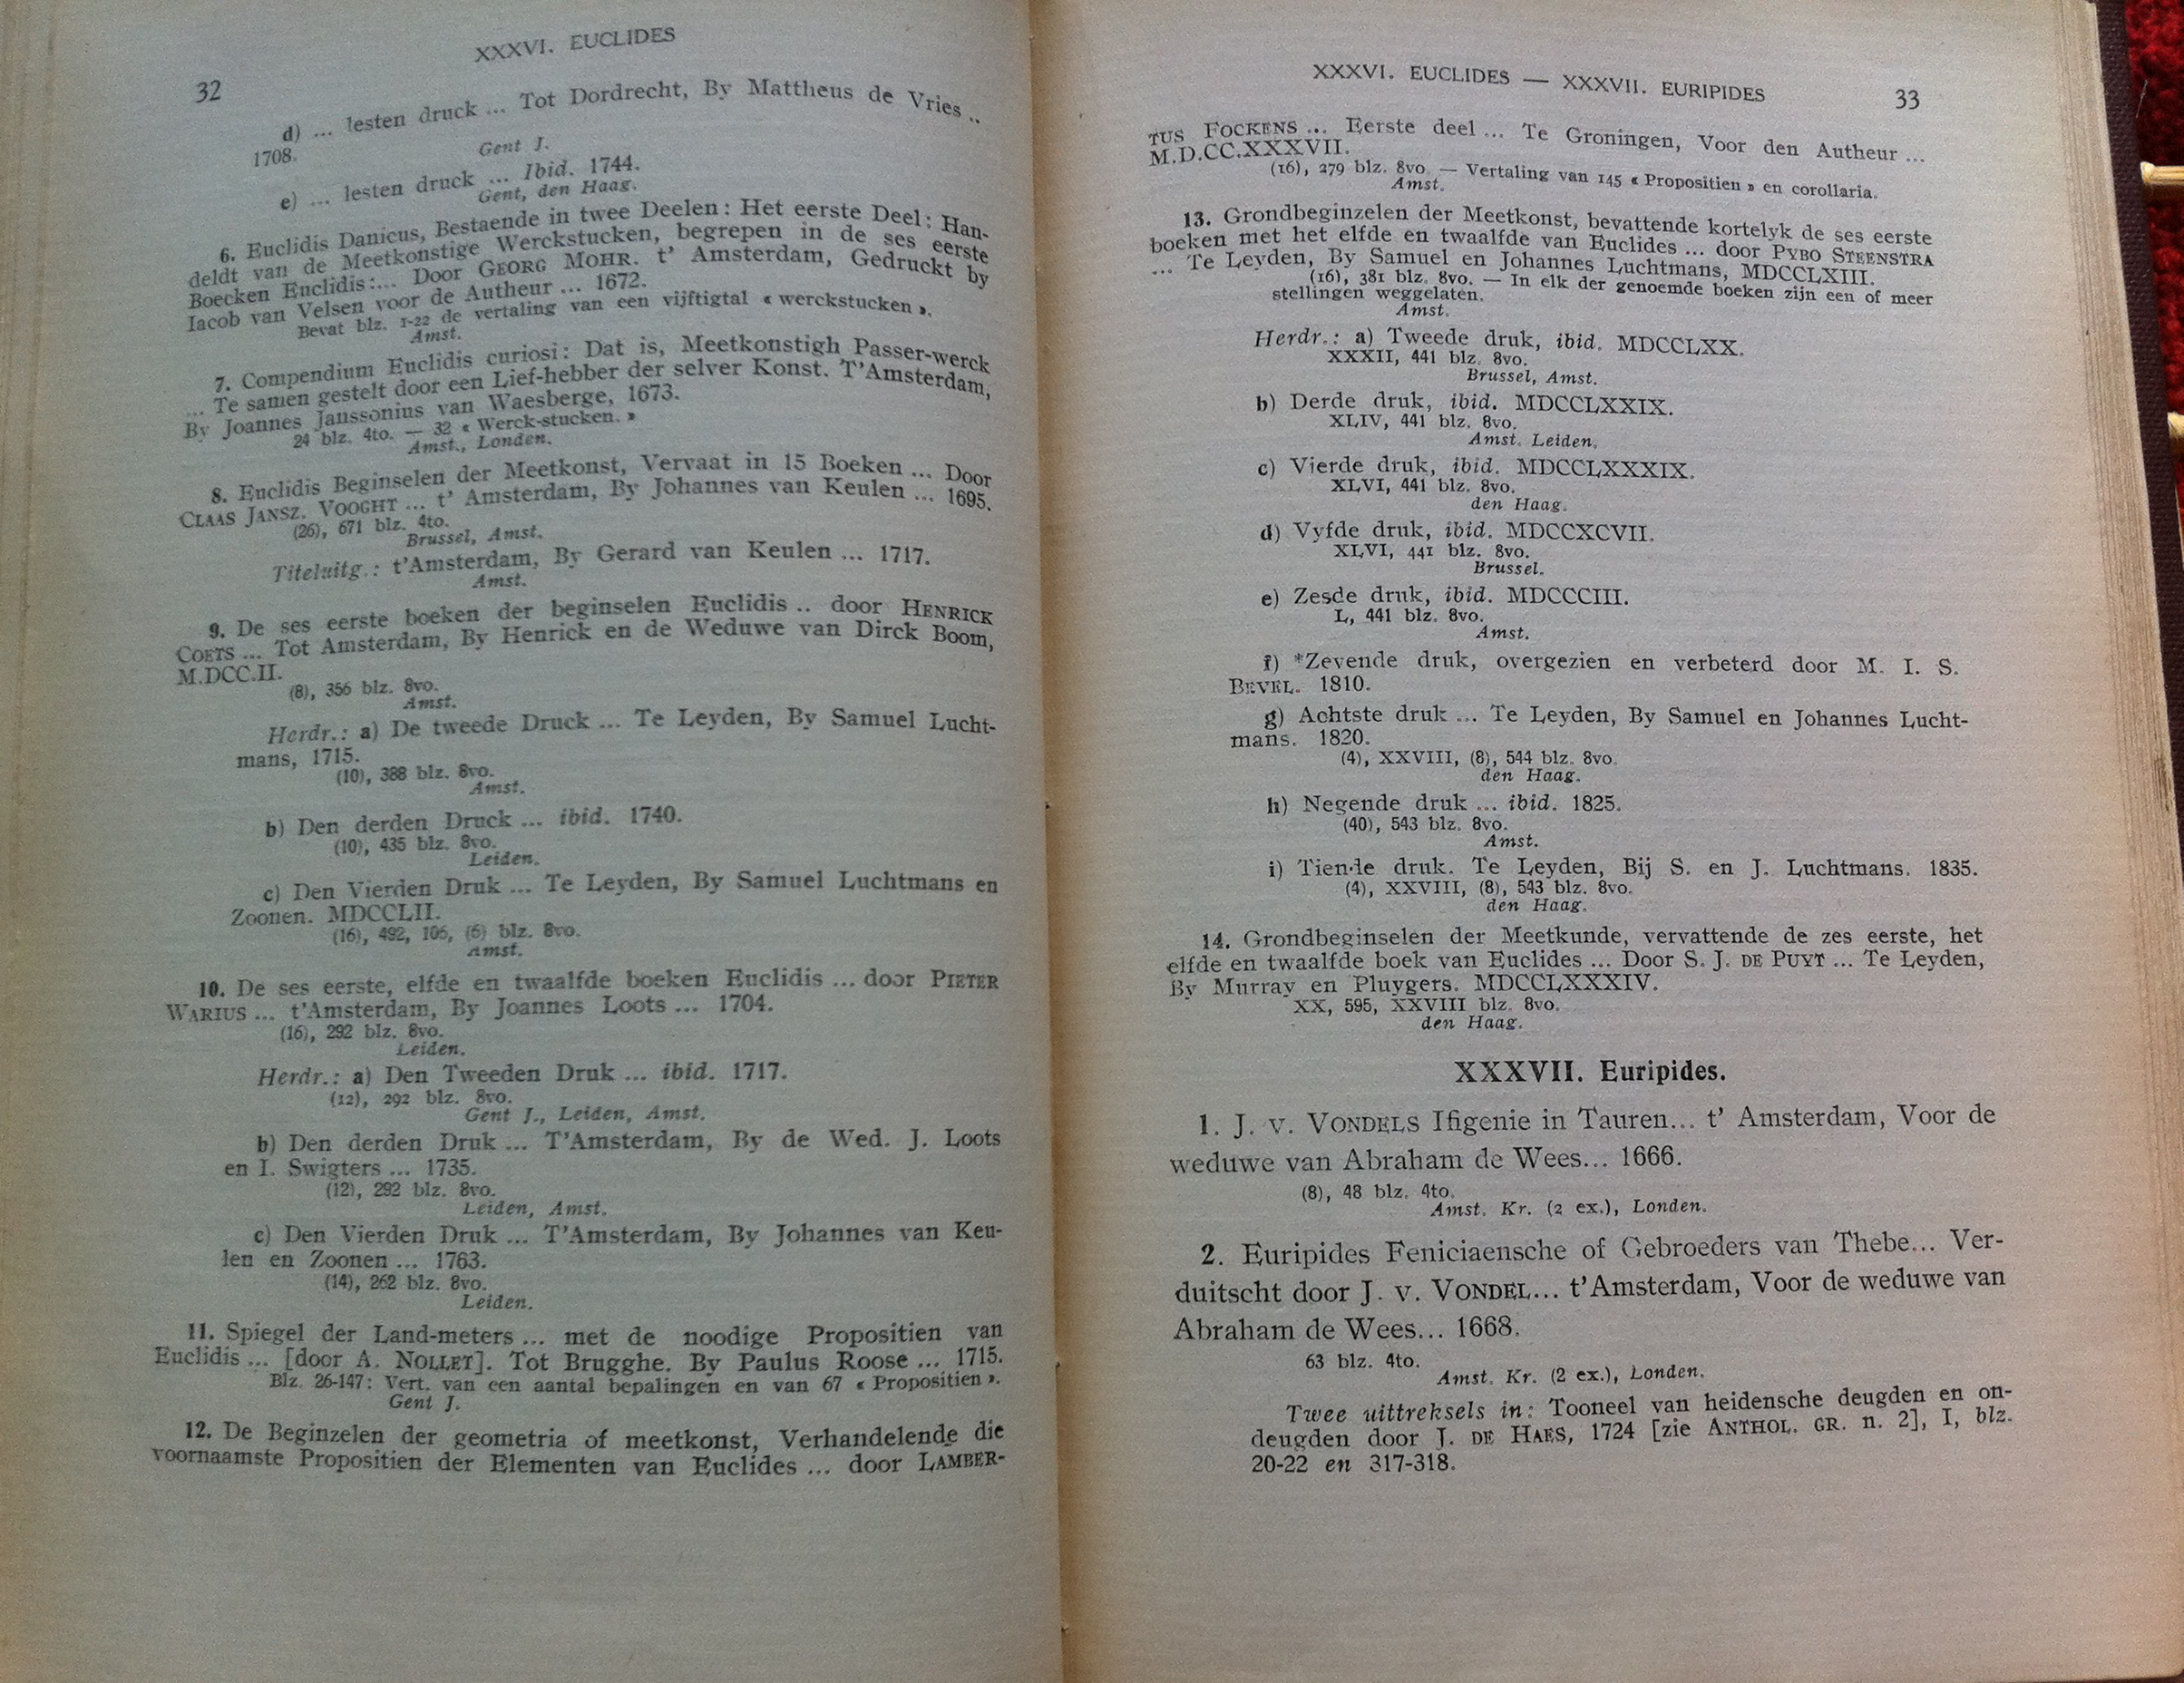 XXXVI. EUCLIDES
32
d) ... lesten druck ... Tot Dordrecht, By Mattheus de Vries ..
1708.
Gent J.
e) ... lesten druck ... Ibid. 1744.
Gent, den Haag.
6. Euclidis Danicus, Bestaende in twee Deelen: Het eerste Deel: Han-
deldt van de Meetkonstige Werckstucken, begrepen in de ses eerste
Boecken Euclidis:... Door GEORG MOHR. t' Amsterdam, Gedruckt by
Iacob van Velsen voor de Autheur ... 1672.
Bevat blz. 1-22 de vertaling van een vijftigtal « werckstucken ».
Amst.
7. Compendium Euclidis curiosi: Dat is, Meetkonstigh Passer-werck
... Te samen gestelt door een Lief-hebber der selver Konst. T'Amsterdam,
By Joannes Janssonius van Waesberge, 1673.
24 blz. 4to. — 32 « Werck-stucken. »
Amst., Londen.
8. Euclidis Beginselen der Meetkonst, Vervaat in 15 Boeken ... Door
CLAAS JANSZ. VOOGHT ... t' Amsterdam, By Johannes van Keulen ... 1695.
(26), 671 blz. 4to.
Brussel, Amst.
Titeluitg.: t'Amsterdam, By Gerard van Keulen ... 1717.
Amst.
9. De ses eerste boeken der beginselen Euclidis .. door HENRICK
COETS ... Tot Amsterdam, By Henrick en de Weduwe van Dirck Boom,
M.DCC.II.
(8), 356 blz. 8vo.
Amst.
Herdr.: a) De tweede Druck ... Te Leyden, By Samuel Lucht-
mans, 1715.
(10), 388 blz. 8vo.
Amst.
b) Den derden Druck ... ibid. 1740.
(10), 435 blz. 8vo.
Leiden.
c) Den Vierden Druk ... Te Leyden, By Samuel Luchtmans en
Zoonen. MDCCLII.
(16), 492, 106, (6) blz. 8vo.
Amst.
10. De ses eerste, elfde en twaalfde boeken Euclidis ... door PIETER
WARIUS ... t'Amsterdam, By Joannes Loots ... 1704.
(16), 292 blz. 8vo.
Leiden.
Herdr.: a) Den Tweeden Druk ... ibid. 1717.
(12), 292 blz. 8vo.
Gent J., Leiden, Amst.
b) Den derden Druk ... T'Amsterdam, By de Wed. J. Loots
en I. Swigters ... 1735.
(12), 292 blz. 8vo.
Leiden, Amst.
c) Den Vierden Druk ... T'Amsterdam, By Johannes van Keu-
len en Zoonen ... 1763.
(14), 262 blz. 8vo.
Leiden.
11. Spiegel der Land-meters ... met de noodige Propositien van
Euclidis ... [door A. NOLLET]. Tot Brugghe. By Paulus Roose ... 1715.
Blz. 26-147: Vert. van een aantal bepalingen en van 67 « Propositien ».
Gent J.
12. De Beginzelen der geometria of meetkonst, Verhandelende die
voornaamste Propositien der Elementen van Euclides ... door LAMBER-
XXXVI. EUCLIDES — XXXVII. EURIPIDES
33
TUS FOCKENS ... Eerste deel ... Te Groningen, Voor den Autheur ...
M.D.CC.XXXVII.
(16), 279 blz. 8vo. — Vertaling van 145 « Propositien » en corollaria.
Amst.
13. Grondbeginzelen der Meetkonst, bevattende kortelyk de ses eerste
boeken met het elfde en twaalfde van Euclides ... door PYBO STEENSTRA
... Te Leyden, By Samuel en Johannes Luchtmans, MDCCLXIII.
(16), 381 blz. 8vo. — In elk der genoemde boeken zijn een of meer
stellingen weggelaten.
Amst.
Herdr.: a) Tweede druk, ibid. MDCCLXX.
XXXII, 441 blz. 8vo.
Brussel, Amst.
b) Derde druk, ibid. MDCCLXXIX.
XLIV, 441 blz. 8vo.
Amst. Leiden.
c) Vierde druk, ibid. MDCCLXXXIX.
XLVI, 441 blz. 8vo.
den Haag.
d) Vyfde druk, ibid. MDCCXCVII.
XLVI, 441 blz. 8vo.
Brussel.
e) Zesde druk, ibid. MDCCCIII.
L, 441 blz. 8vo.
Amst.
f) *Zevende druk, overgezien en verbeterd door M. I. S.
BEVEL. 1810.
g) Achtste druk ... Te Leyden, By Samuel en Johannes Lucht-
mans. 1820.
(4), XXVIII, (8), 544 blz. 8vo.
den Haag.
h) Negende druk ... ibid. 1825.
(40), 543 blz. 8vo.
Amst.
i) Tiende druk. Te Leyden, Bij S. en J. Luchtmans. 1835.
(4), XXVIII, (8), 543 blz. 8vo.
den Haag.
14. Grondbeginselen der Meetkunde, vervattende de zes eerste, het
elfde en twaalfde boek van Euclides ... Door S. J. DE PUYT ... Te Leyden,
By Murray en Pluygers. MDCCLXXXIV.
XX, 595, XXVIII blz. 8vo.
den Haag.
XXXVII. Euripides.
1. J. v. VONDELS Ifigenie in Tauren... t' Amsterdam, Voor de
weduwe van Abraham de Wees... 1666.
(8), 48 blz. 4to.
Amst. Kr. (2 ex.), Londen.
2. Euripides Feniciaensche of Gebroeders van Thebe... Ver-
duitscht door J. v. VONDEL... t'Amsterdam, Voor de weduwe van
Abraham de Wees... 1668.
63 blz. 4to.
Amst. Kr. (2 ex.), Londen.
Twee uittreksels in: Tooneel van heidensche deugden en on-
deugden door J. DE HAES, 1724 [zie ANTHOL. GR. n. 2], I, blz.
20-22 en 317-318.